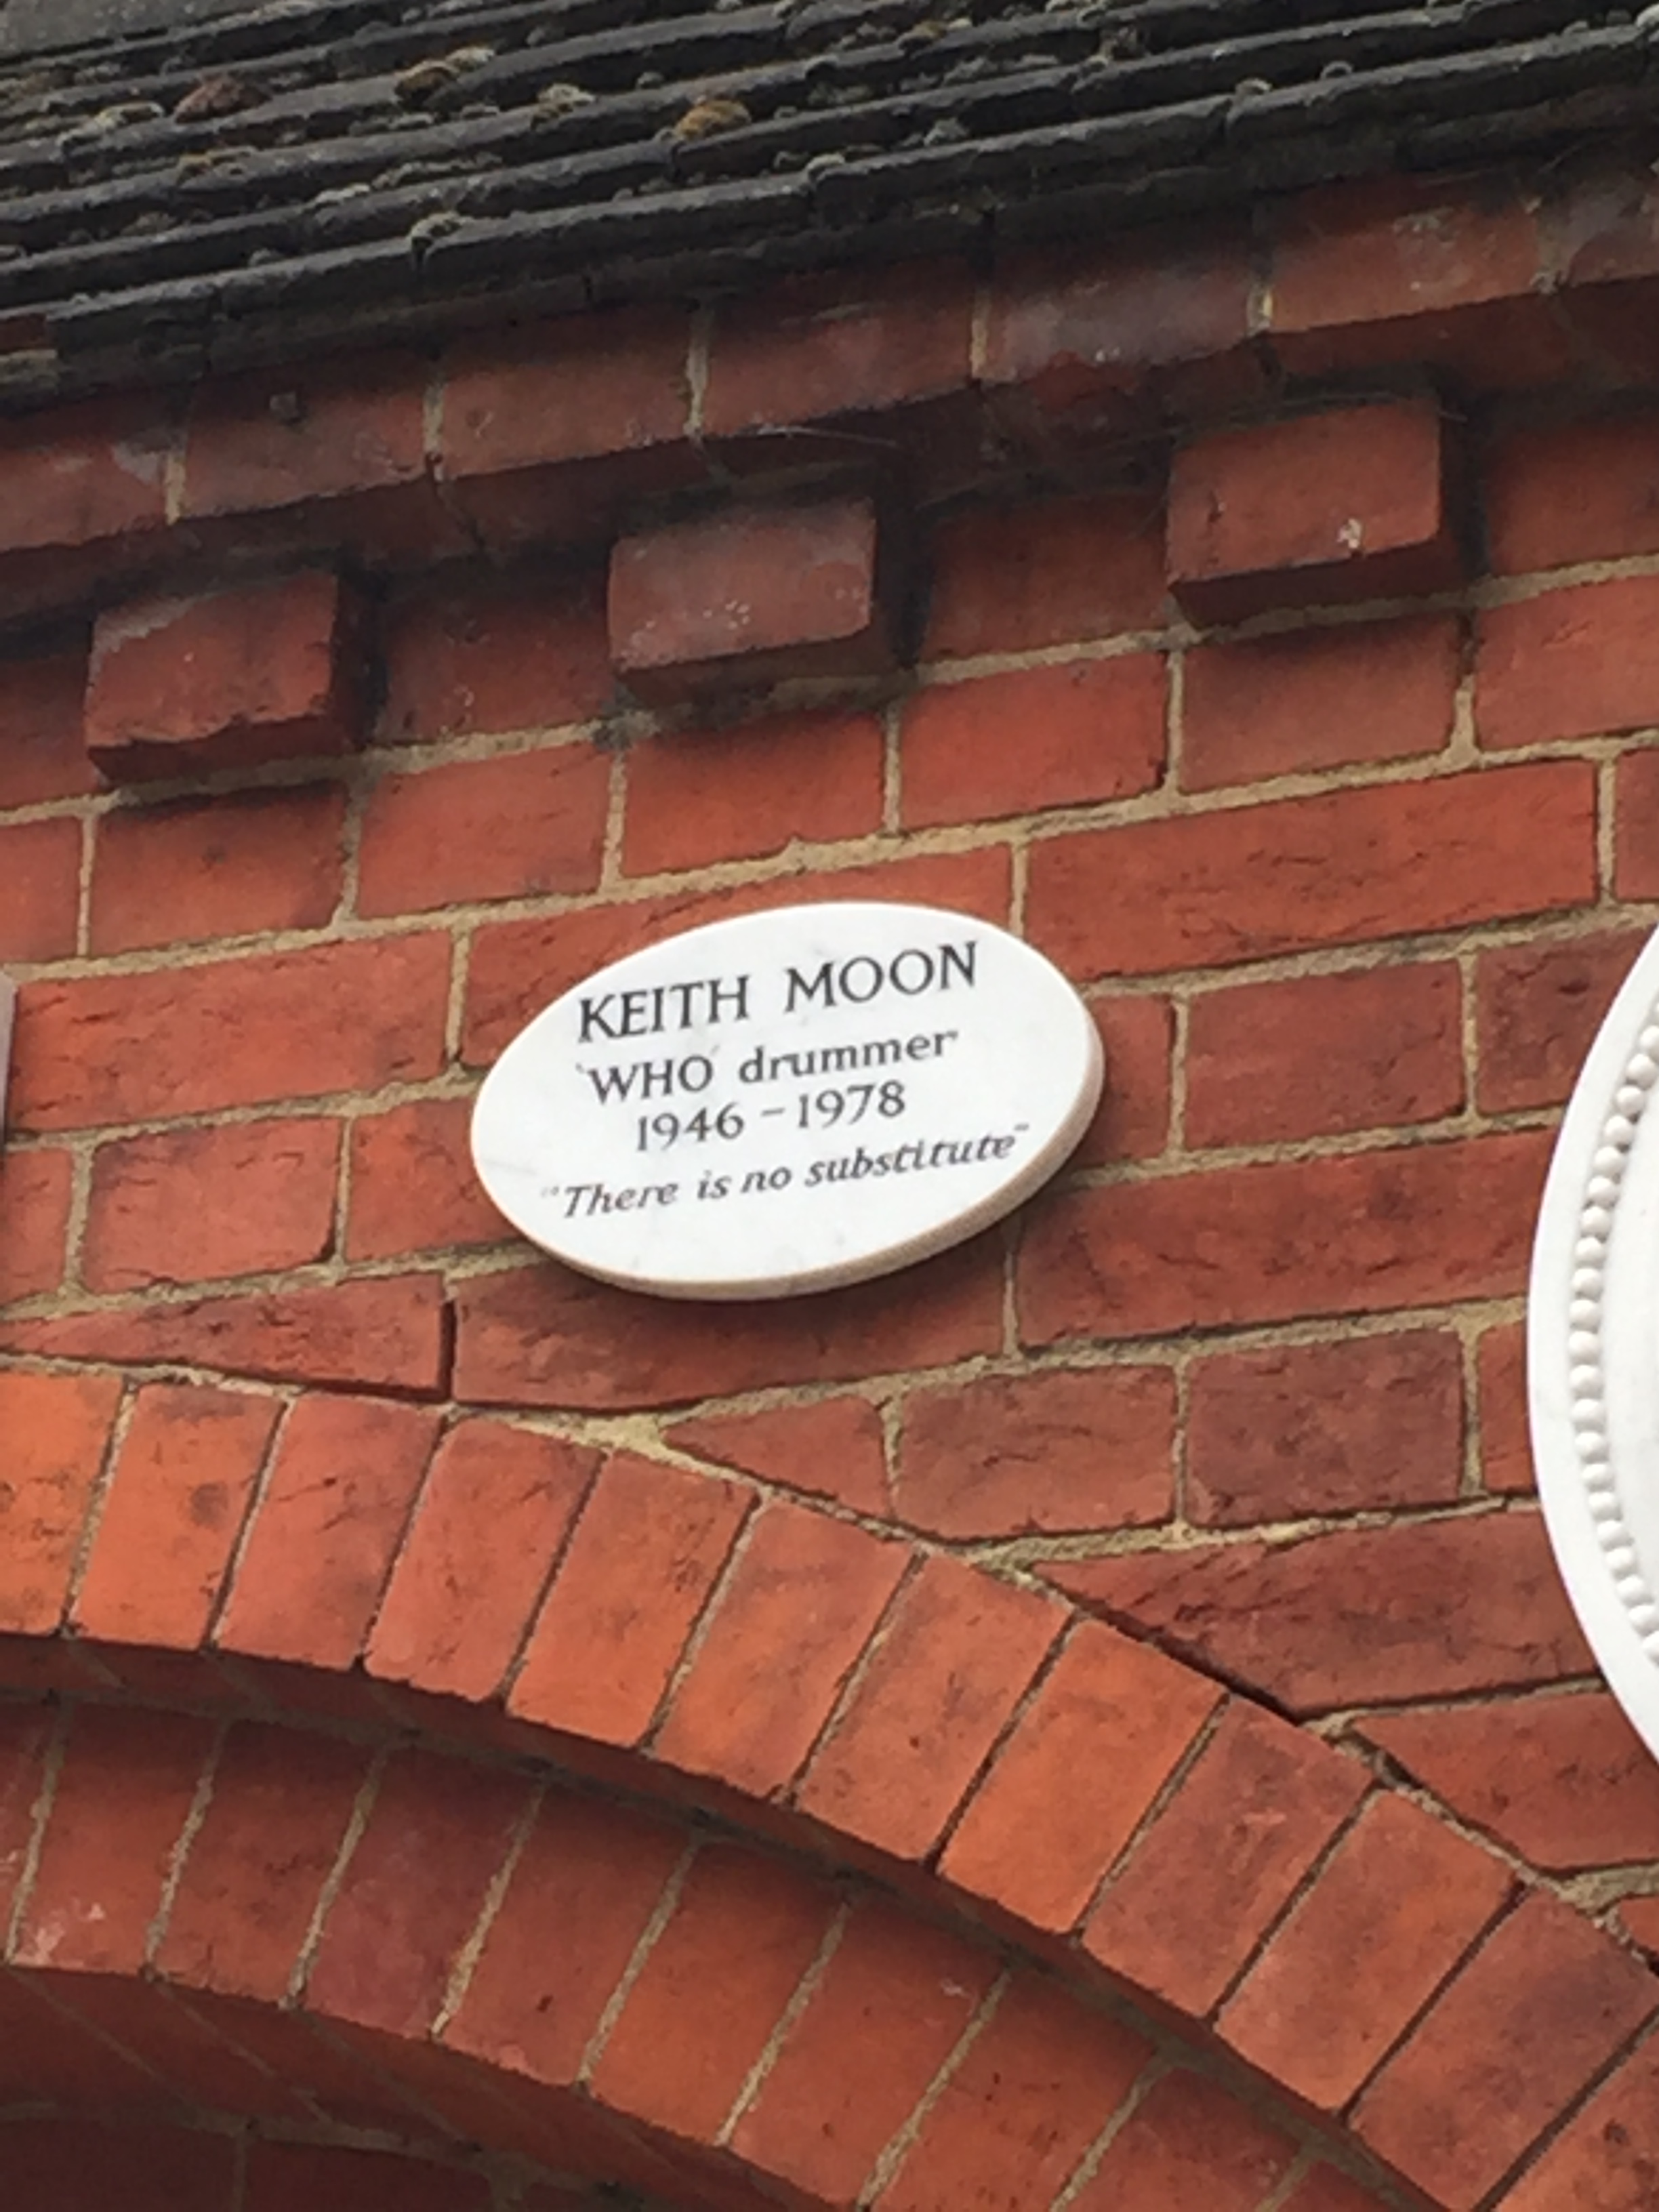 KEITH MOON
'WHO' drummer
1946 – 1978
"There is no substitute"